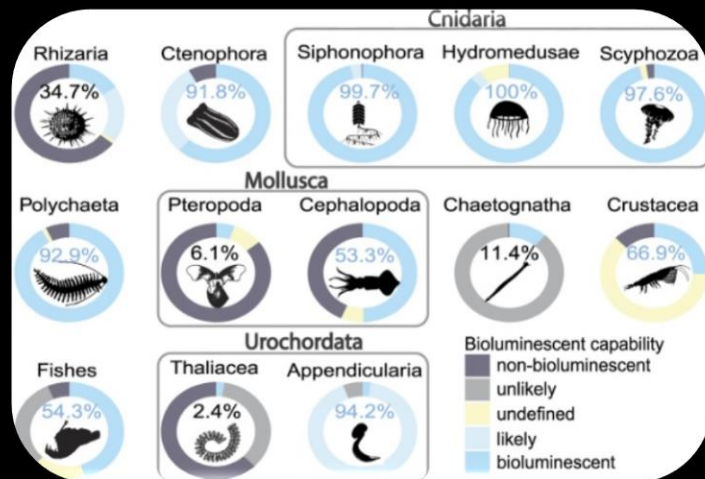 Cnidaria
Rhizaria Ctenophora Siphonophora Hydromedusae Scyphozoa
34.7% 91.8% 99.7% 100% 97.6%
Mollusca
Polychaeta Pteropoda Cephalopoda Chaetognatha Crustacea
92.9% 6.1% 53.3% 11.4% 66.9%
Urochordata
Fishes Thaliacea Appendicularia
54.3% 2.4% 94.2%
Bioluminescent capability
non-bioluminescent
unlikely
undefined
likely
bioluminescent